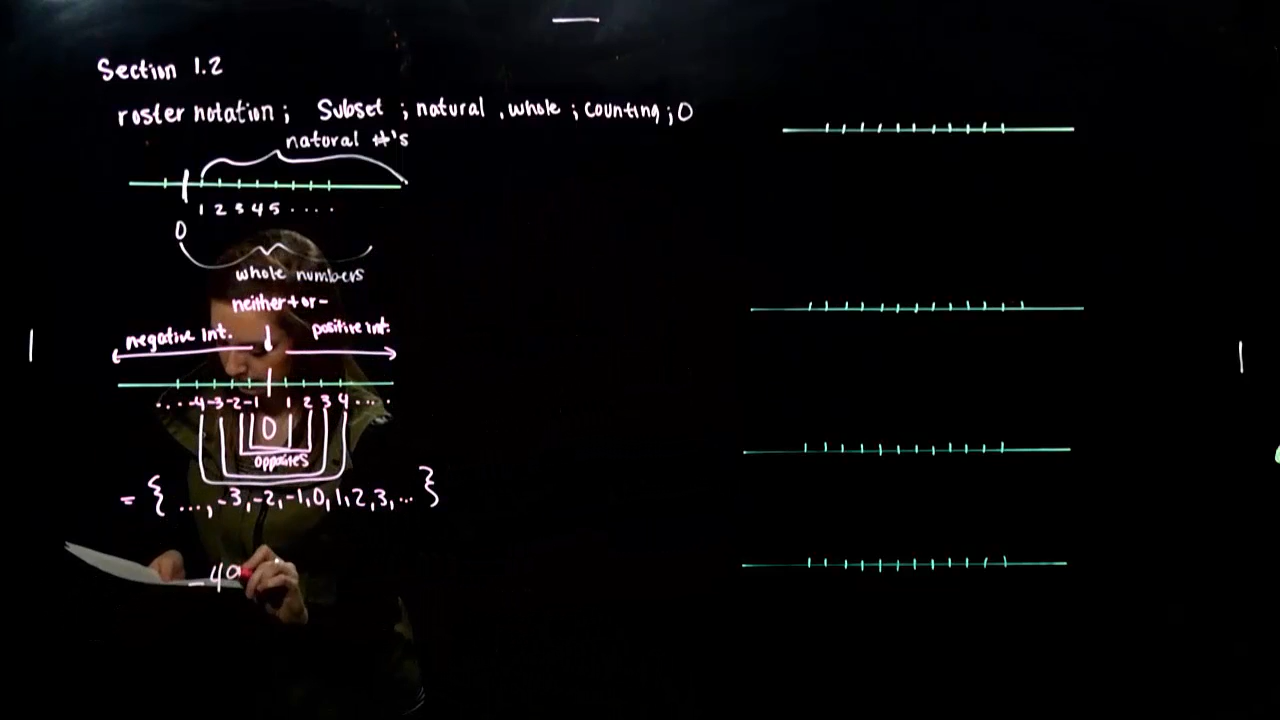 Section 1.2
roster notation; Subset ; natural, whole ; counting ; 0
natural #'s
1 2 3 4 5 ....
0
whole numbers
neither + or -
negative int. positive int.
... -4 -3 -2 -1 1 2 3 4 ....
0
opposites
= { ..., -3, -2, -1, 0, 1, 2, 3, ... }
-40